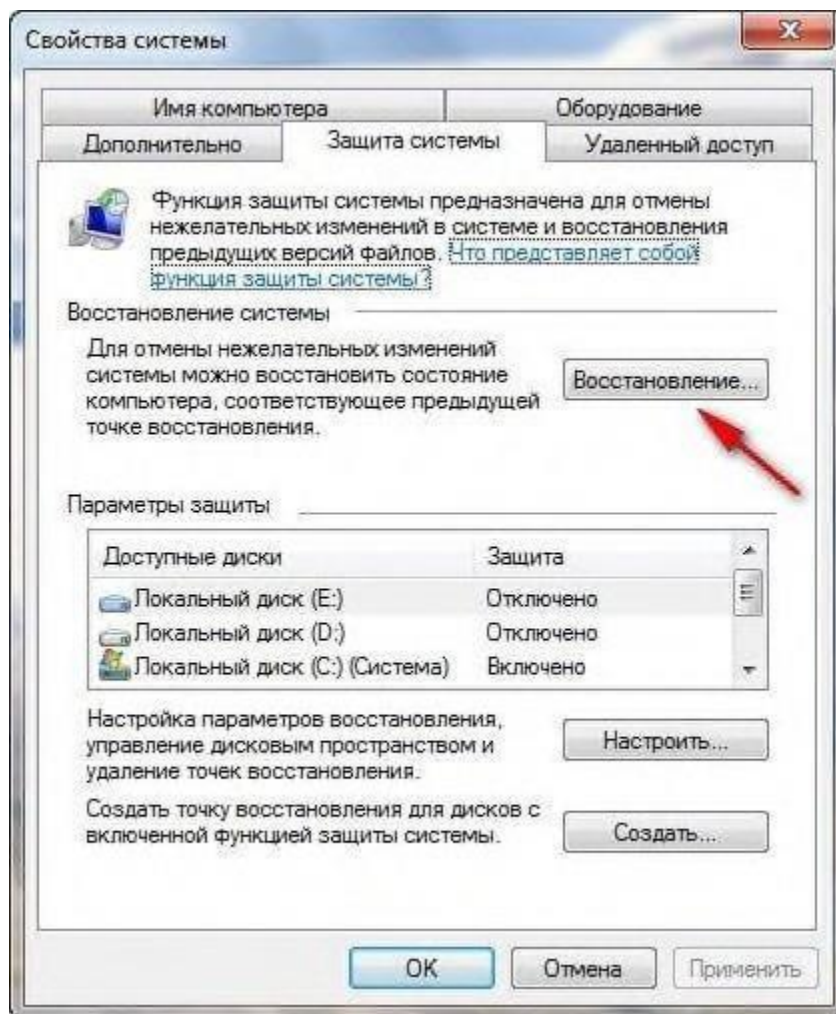 Свойства системы
Имя компьютера
Оборудование
Дополнительно
Защита системы
Удаленный доступ
Функция защиты системы предназначена для отмены
нежелательных изменений в системе и восстановления
предыдущих версий файлов. Что представляет собой
функция защиты системы?
Восстановление системы
Для отмены нежелательных изменений
системы можно восстановить состояние
компьютера, соответствующее предыдущей
точке восстановления.
Восстановление...
Параметры защиты
Доступные диски Защита
Локальный диск (E:) Отключено
Локальный диск (D:) Отключено
Локальный диск (C:) (Система) Включено
Настройка параметров восстановления,
управление дисковым пространством и
удаление точек восстановления.
Настроить...
Создать точку восстановления для дисков с
включенной функцией защиты системы.
Создать...
OK
Отмена
Применить